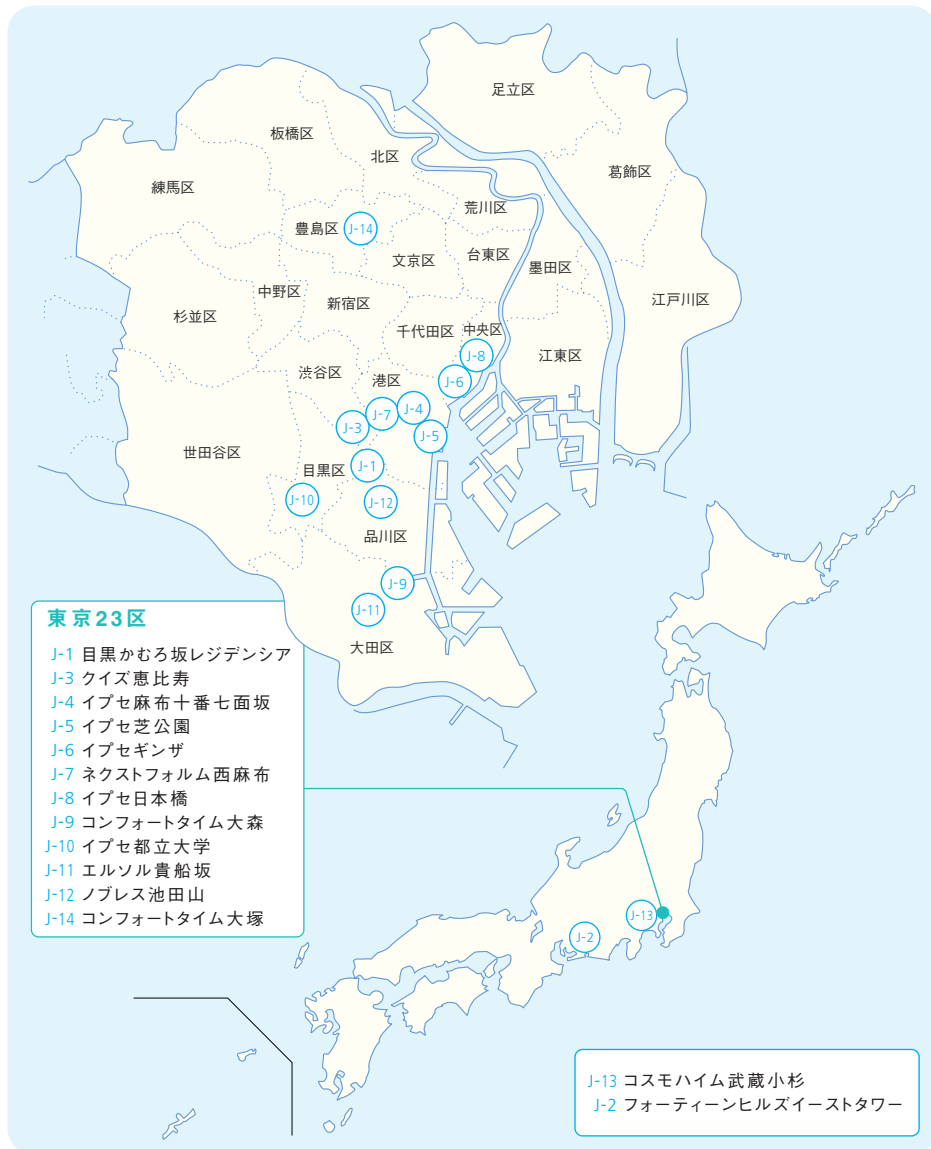 足立区
板橋区
北区
葛飾区
練馬区
荒川区
豊島区 J-14
文京区
台東区
墨田区
中野区
新宿区
江戸川区
杉並区
千代田区
中央区
J-8
江東区
渋谷区
港区
J-6
J-4
J-7
J-3
J-5
世田谷区
目黒区
J-1
J-10
J-12
品川区
J-9
J-11
大田区
東京23区
J-1 目黒かむろ坂レジデンシア
J-3 クイズ恵比寿
J-4 イプセ麻布十番七面坂
J-5 イプセ芝公園
J-6 イプセギンザ
J-7 ネクストフォルム西麻布
J-8 イプセ日本橋
J-9 コンフォートタイム大森
J-10 イプセ都立大学
J-11 エルソル貴船坂
J-12 ノブレス池田山
J-14 コンフォートタイム大塚
J-13
J-2
J-13 コスモハイム武蔵小杉
J-2 フォーティーンヒルズイーストタワー